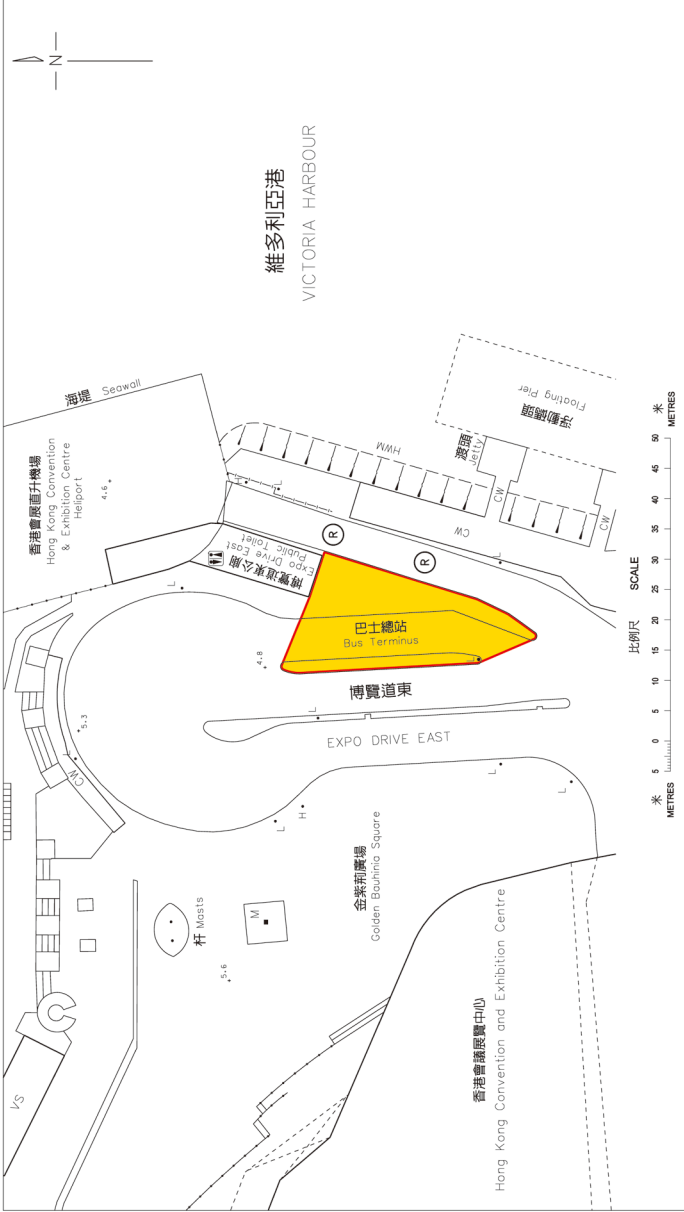 N
維多利亞港
VICTORIA HARBOUR
海堤 Seawall
香港會展直升機場
Hong Kong Convention
& Exhibition Centre
Heliport
4.6
浮動碼頭
Floating Pier
渡頭
Jetty
HWM
CW
CW
CW
H
L
R
R
L
博覽道東公廁
Expo Drive East
Public Toilet
L
巴士總站
Bus Terminus
L
4.8
博覽道東
EXPO DRIVE EAST
L
5.3
L
CW
L
H
L
L
金紫荊廣場
Golden Bauhinia Square
杆 Masts
M
5.6
VS
香港會議展覽中心
Hong Kong Convention and Exhibition Centre
比例尺 SCALE
米 METRES 5 0 5 10 15 20 25 30 35 40 45 50 米 METRES